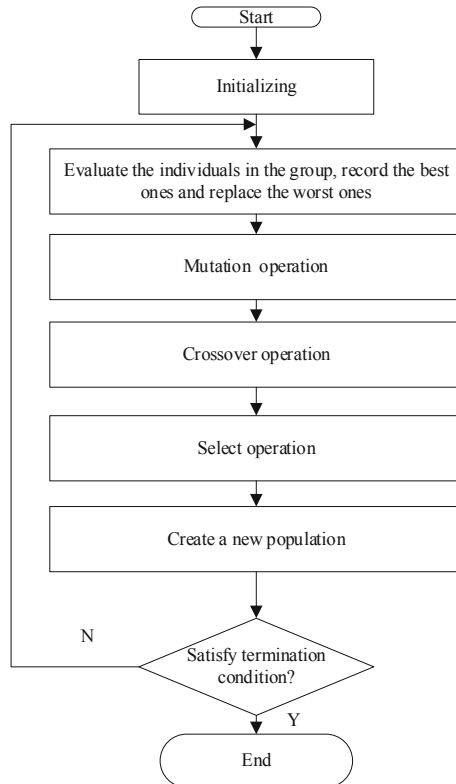 Start
Initializing
Evaluate the individuals in the group, record the best
ones and replace the worst ones
Mutation operation
Crossover operation
Select operation
Create a new population
N
Satisfy termination
condition?
Y
End